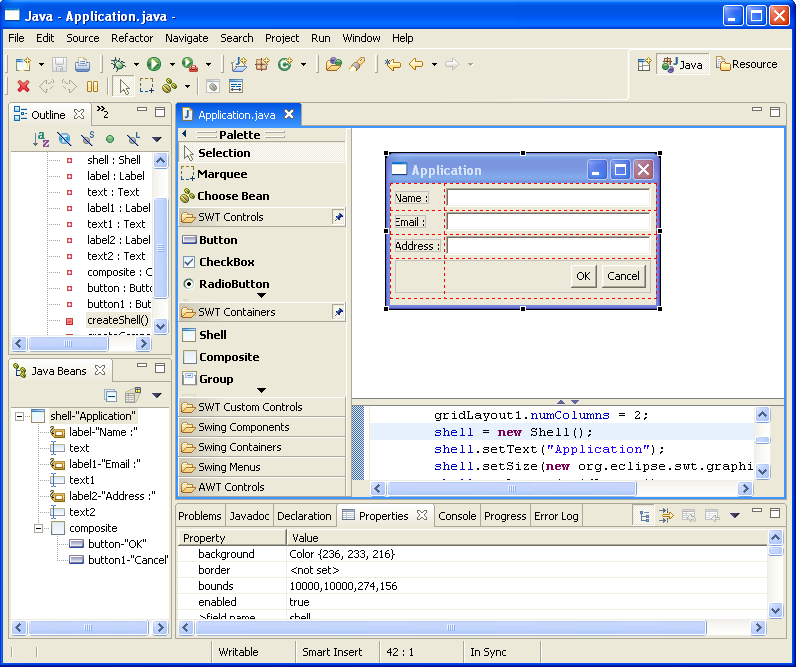 Java - Application.java -
File Edit Source Refactor Navigate Search Project Run Window Help
Java Resource
Outline
2
shell : Shell
label : Label
text : Text
label1 : Label
text1 : Text
label2 : Label
text2 : Text
composite : C
button : Butto
button1 : But
createShell()
Java Beans
shell-"Application"
label-"Name :"
text
label1-"Email :"
text1
label2-"Address :"
text2
composite
button-"OK"
button1-"Cancel"
Application.java
Palette
Selection
Marquee
Choose Bean
SWT Controls
Button
CheckBox
RadioButton
SWT Containers
Shell
Composite
Group
SWT Custom Controls
Swing Components
Swing Containers
Swing Menus
AWT Controls
Application
Name :
Email :
Address :
OK Cancel
gridLayout1.numColumns = 2;
shell = new Shell();
shell.setText("Application");
shell.setSize(new org.eclipse.swt.graphi
Problems Javadoc Declaration Properties Console Progress Error Log
Property Value
background Color {236, 233, 216}
border <not set>
bounds 10000,10000,274,156
enabled true
>field name shell
Writable Smart Insert 42 : 1 In Sync